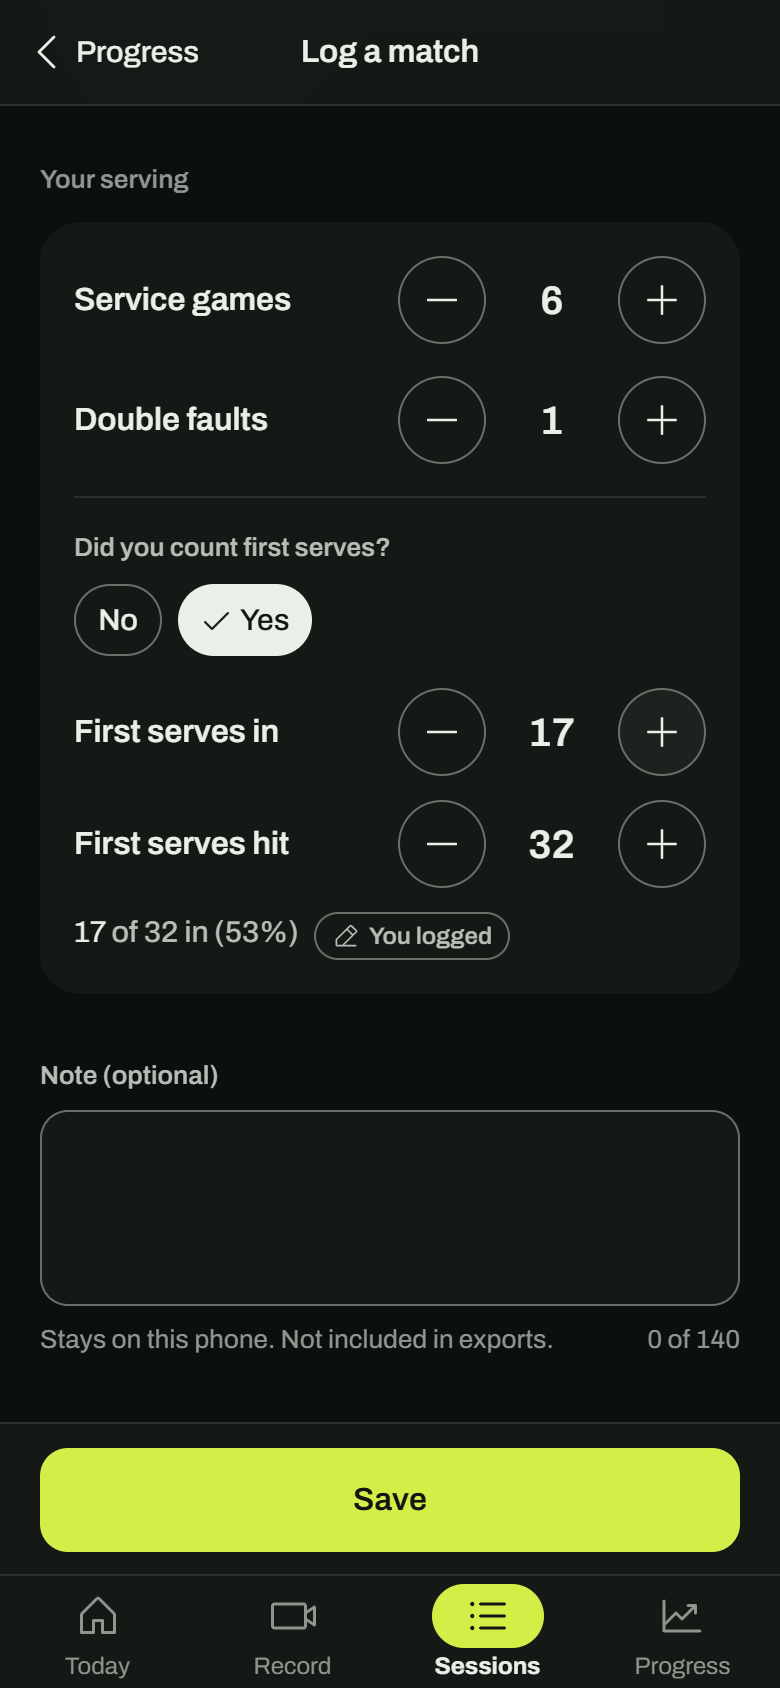 Progress
Log a match
Your serving
Service games
6
Double faults
1
Did you count first serves?
No
Yes
First serves in
17
First serves hit
32
17 of 32 in (53%)
You logged
Note (optional)
Stays on this phone. Not included in exports.
0 of 140
Save
Today
Record
Sessions
Progress